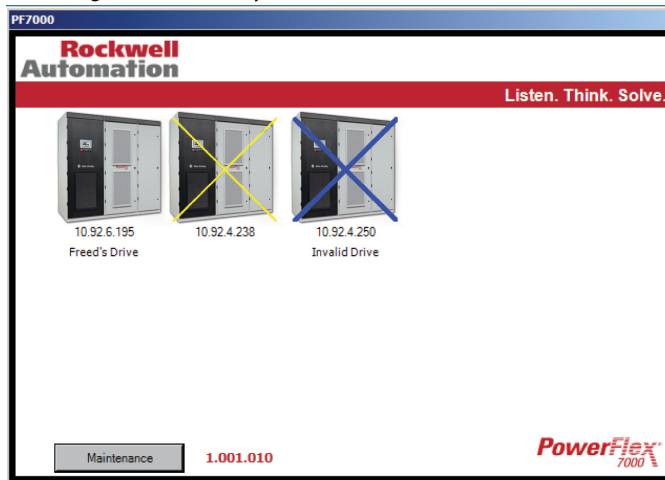 PF7000
Rockwell
Automation
Listen. Think. Solve.
10.92.6.195
10.92.4.238
10.92.4.250
Freed's Drive
Invalid Drive
Maintenance
1.001.010
PowerFlex
7000